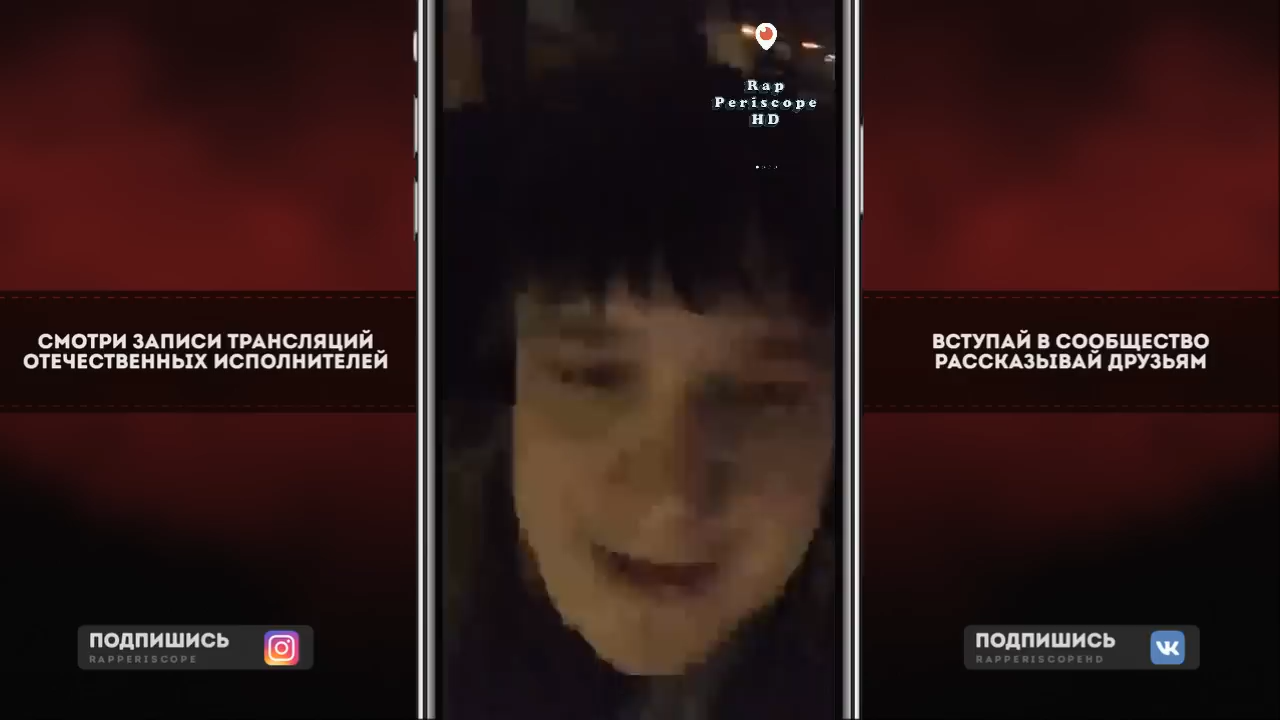 Rap
Periscope
HD
СМОТРИ ЗАПИСИ ТРАНСЛЯЦИЙ
ОТЕЧЕСТВЕННЫХ ИСПОЛНИТЕЛЕЙ
ВСТУПАЙ В СООБЩЕСТВО
РАССКАЗЫВАЙ ДРУЗЬЯМ
ПОДПИШИСЬ
RAPPERISCOPE
ПОДПИШИСЬ
RAPPERISCOPEHD